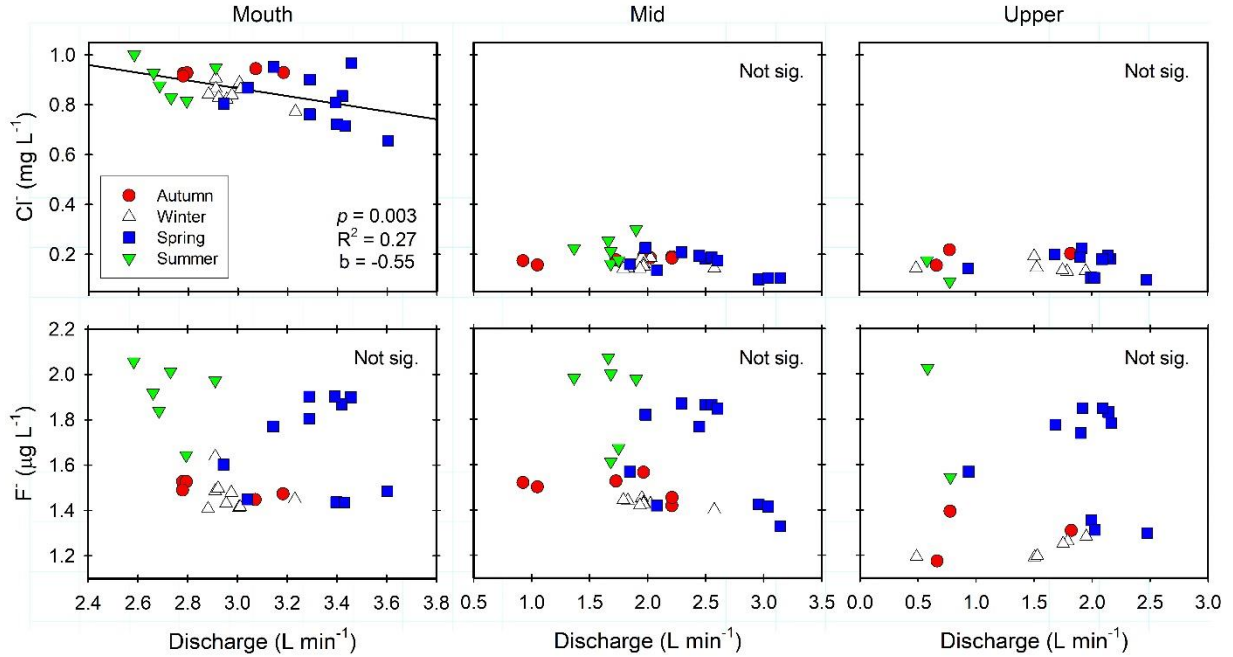 Mouth
Mid
Upper
Cl⁻ (mg L⁻¹)
1.0
0.8
0.6
0.4
0.2
Autumn
Winter
Spring
Summer
p = 0.003
R² = 0.27
b = -0.55
Not sig.
Not sig.
F⁻ (µg L⁻¹)
2.2
2.0
1.8
1.6
1.4
1.2
Not sig.
Not sig.
Not sig.
2.4 2.6 2.8 3.0 3.2 3.4 3.6 3.8
0.5 1.0 1.5 2.0 2.5 3.0 3.5
0.0 0.5 1.0 1.5 2.0 2.5 3.0
Discharge (L min⁻¹)
Discharge (L min⁻¹)
Discharge (L min⁻¹)